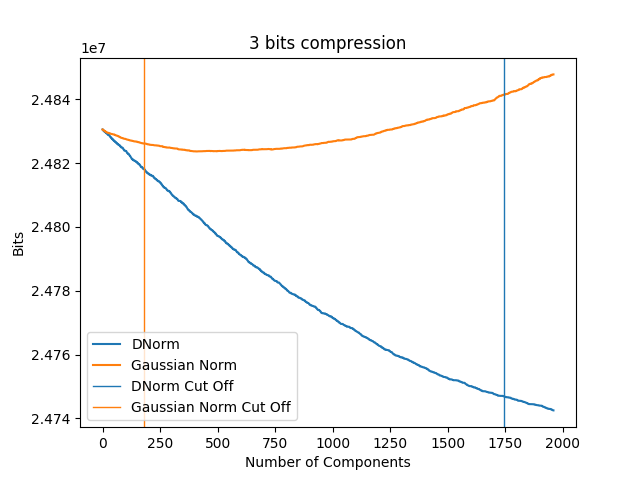 3 bits compression
1e7
2.484
2.482
2.480
2.478
2.476
2.474
Bits
DNorm
Gaussian Norm
DNorm Cut Off
Gaussian Norm Cut Off
0 250 500 750 1000 1250 1500 1750 2000
Number of Components